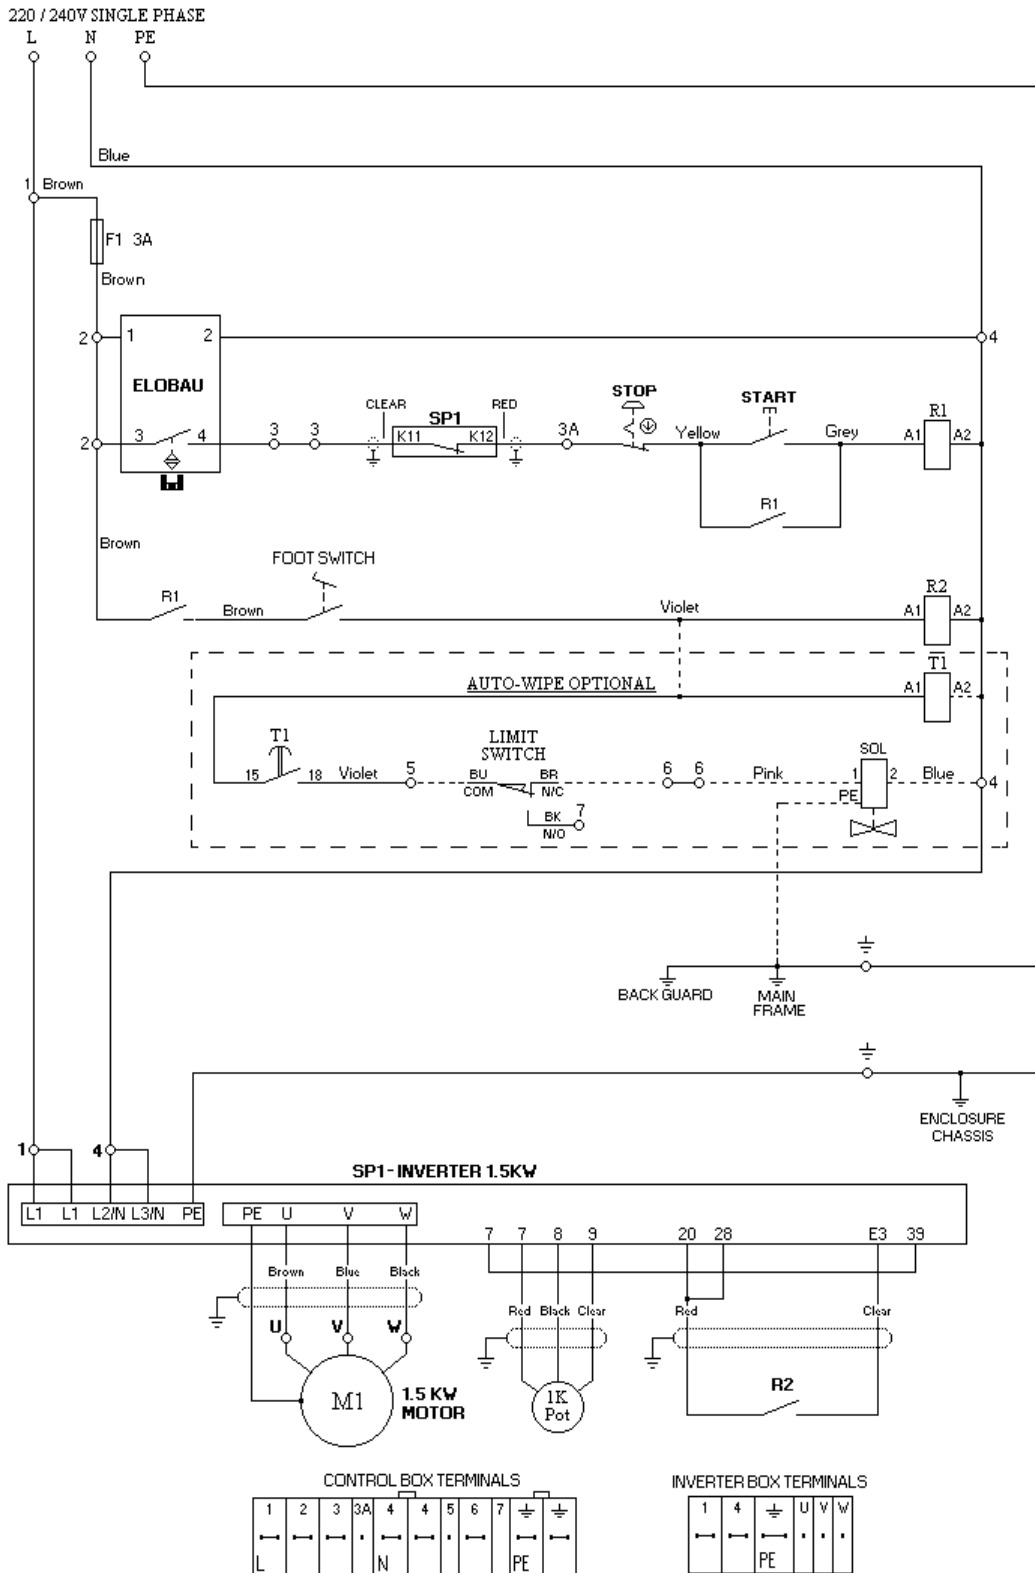 220 / 240V SINGLE PHASE
L N PE
Blue
1 Brown
F1 3A
Brown
2 1 2 4
ELOBAU
STOP
START
R1
CLEAR RED
SP1
2 3 4 3 3 K11 K12 3A Yellow Grey A1 A2
R1
Brown
FOOT SWITCH
R2
R1 Brown Violet A1 A2
T1
AUTO-WIPE OPTIONAL A1 A2
T1 LIMIT SWITCH SOL
15 18 Violet 5 BU BR 6 6 Pink 1 2 Blue 4
COM N/C PE
BK 7
N/O
BACK GUARD MAIN
FRAME
ENCLOSURE
CHASSIS
1 4
SP1-INVERTER 1.5KW
L1 L1 L2/N L3/N PE PE U V W
7 7 8 9 20 28 E3 39
Brown Blue Black
Red Black Clear Red Clear
U V W
M1 1.5 KW
MOTOR
1K
Pot
R2
CONTROL BOX TERMINALS INVERTER BOX TERMINALS
1 2 3 3A 4 4 5 6 7 1 4 U V W
L N PE PE